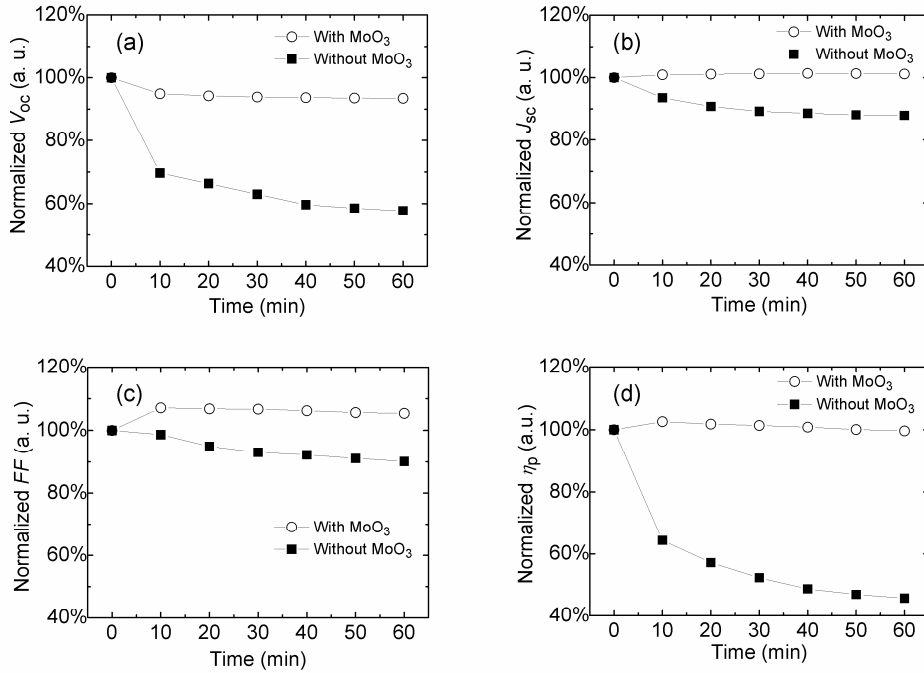 120%
100%
80%
60%
40%
Normalized Voc (a. u.)
(a)
With MoO3
Without MoO3
0 10 20 30 40 50 60
Time (min)
120%
100%
80%
60%
40%
Normalized Jsc (a. u.)
(b)
With MoO3
Without MoO3
0 10 20 30 40 50 60
Time (min)
120%
100%
80%
60%
40%
Normalized FF (a. u.)
(c)
With MoO3
Without MoO3
0 10 20 30 40 50 60
Time (min)
120%
100%
80%
60%
40%
Normalized ηp (a.u.)
(d)
With MoO3
Without MoO3
0 10 20 30 40 50 60
Time (min)